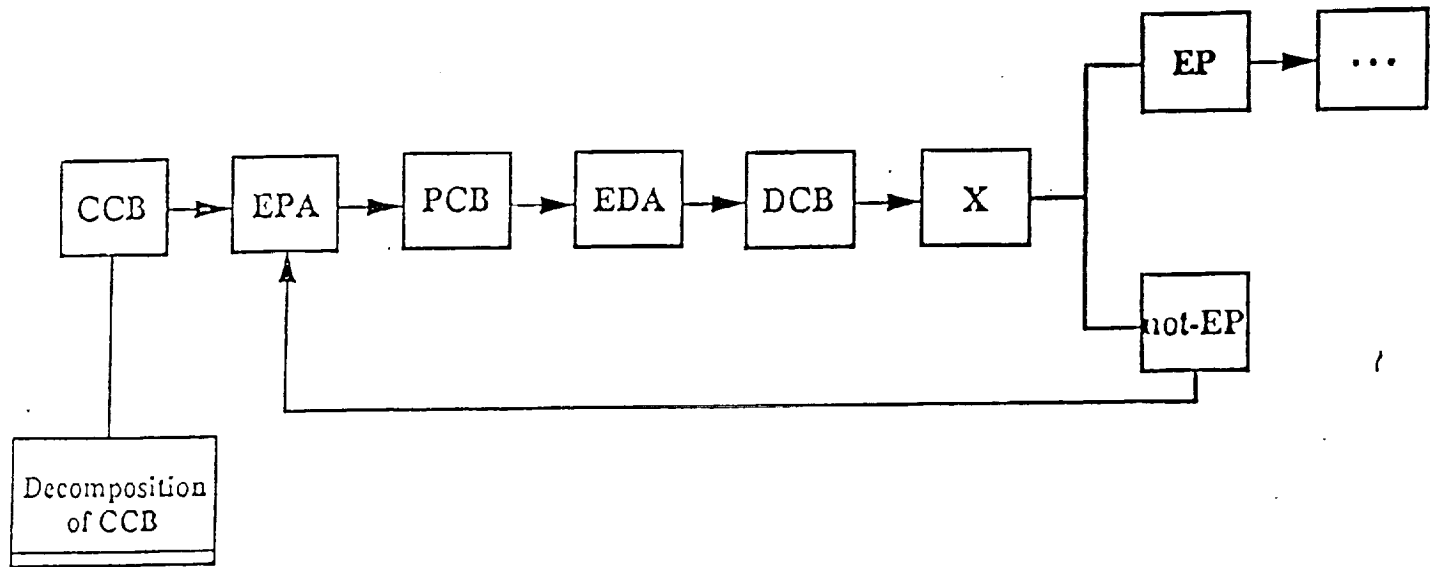 EP
...
CCB
EPA
PCB
EDA
DCB
X
not-EP
Decomposition
of CCB